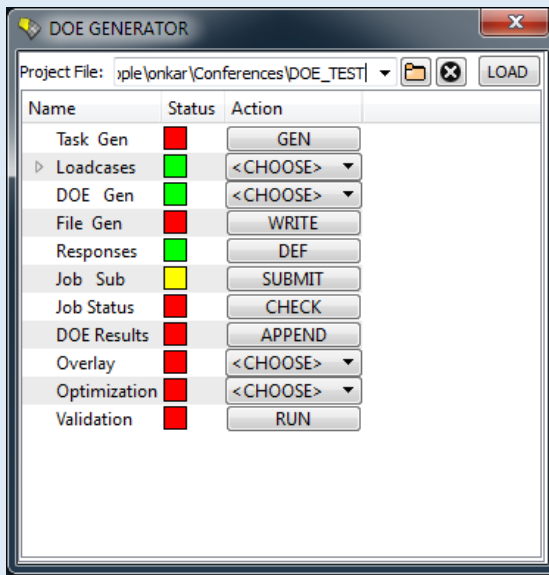 DOE GENERATOR
Project File: ople\onkar\Conferences\DOE_TEST LOAD
Name Status Action
Task Gen GEN
Loadcases <CHOOSE>
DOE Gen <CHOOSE>
File Gen WRITE
Responses DEF
Job Sub SUBMIT
Job Status CHECK
DOE Results APPEND
Overlay <CHOOSE>
Optimization <CHOOSE>
Validation RUN